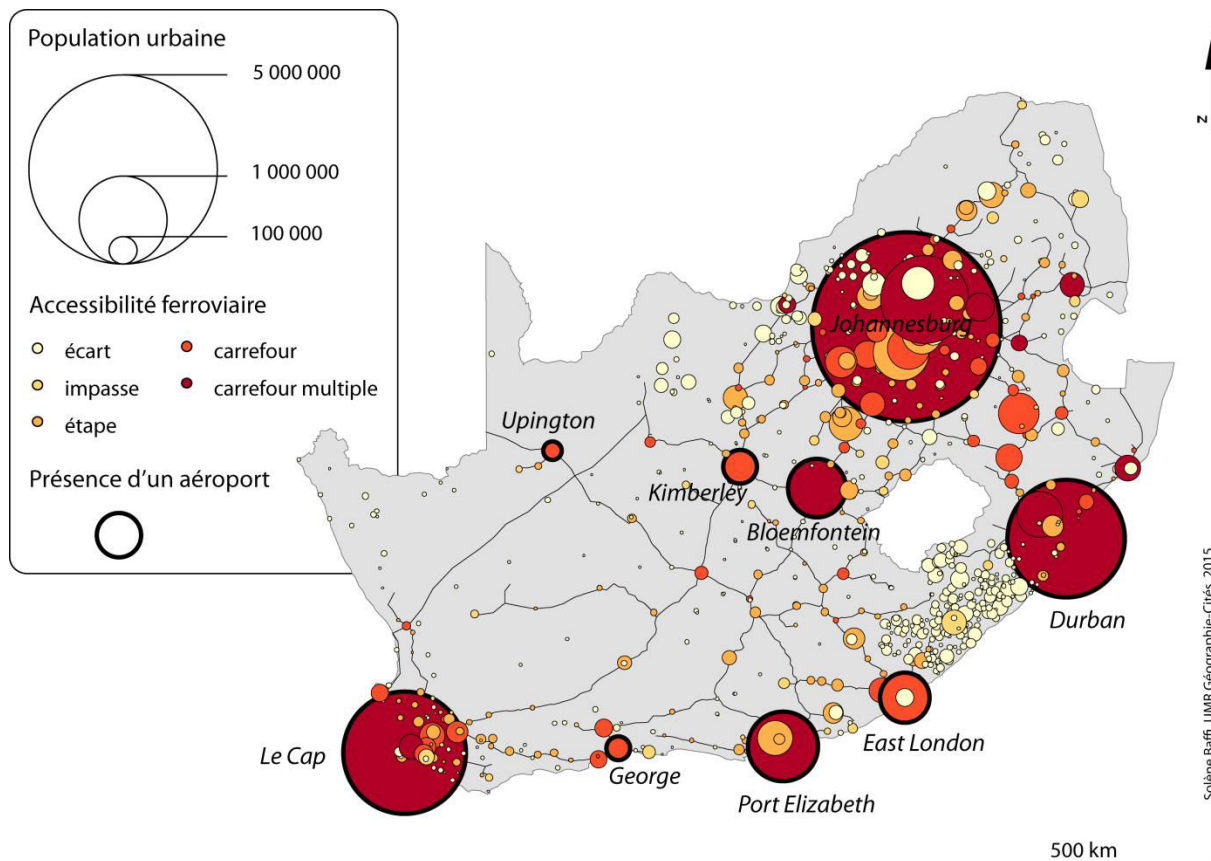 Population urbaine
5 000 000
1 000 000
100 000
Accessibilité ferroviaire
écart
carrefour
impasse
carrefour multiple
étape
Présence d'un aéroport
N
Johannesburg
Upington
Kimberley
Bloemfontein
Durban
Le Cap
George
Port Elizabeth
East London
500 km
Solène Baffi, UMR Géographie-Cités, 2015